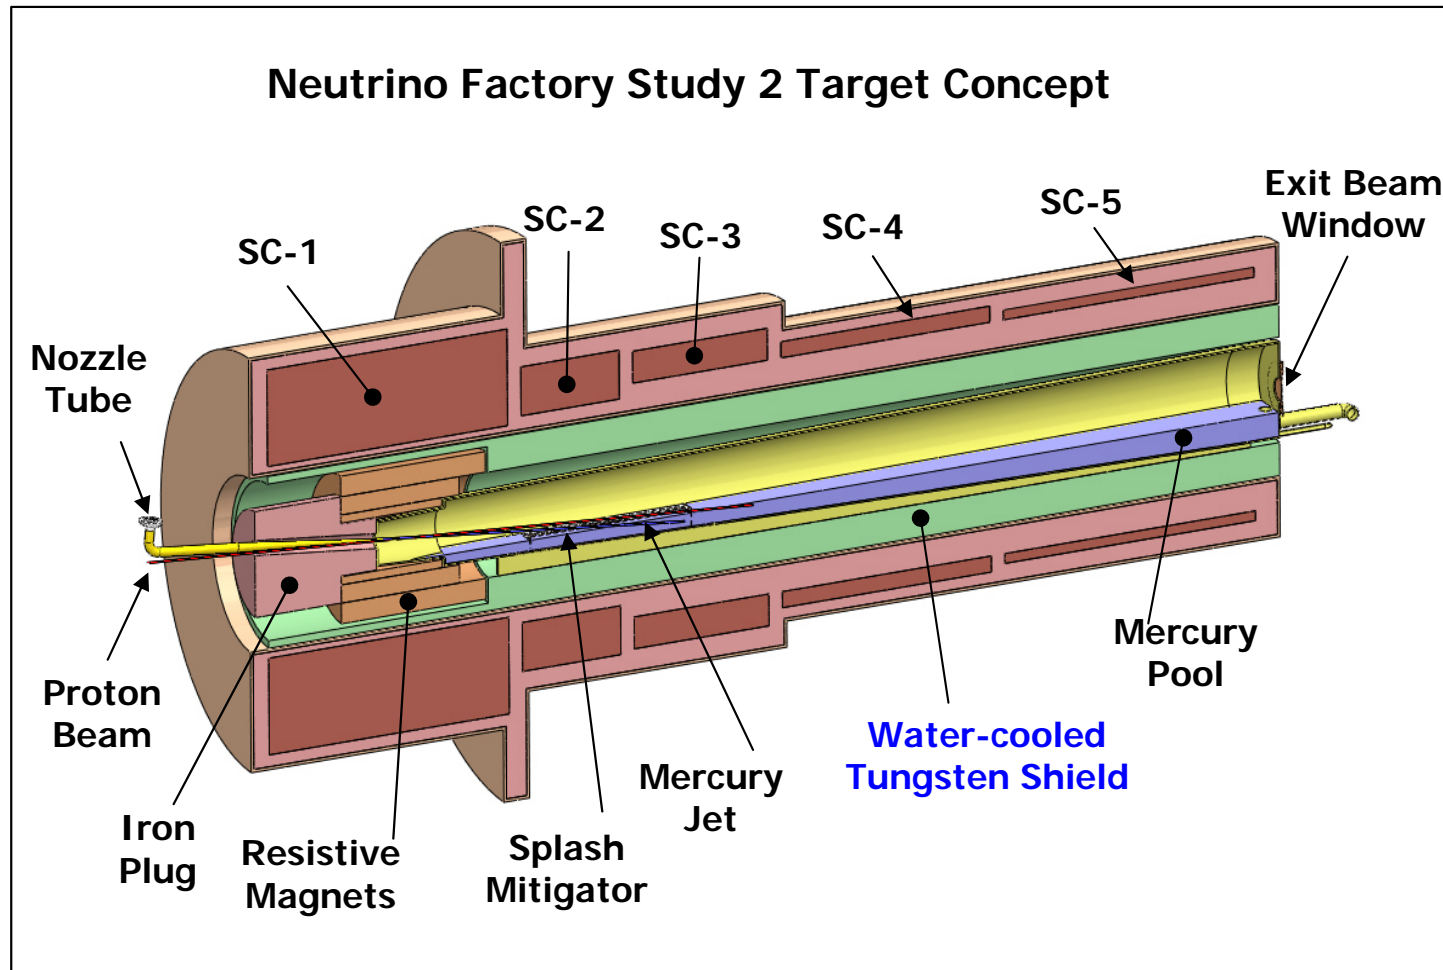 Neutrino Factory Study 2 Target Concept
SC-1
SC-2
SC-3
SC-4
SC-5
Exit Beam
Window
Nozzle
Tube
Proton
Beam
Iron
Plug
Resistive
Magnets
Splash
Mitigator
Mercury
Jet
Water-cooled
Tungsten Shield
Mercury
Pool